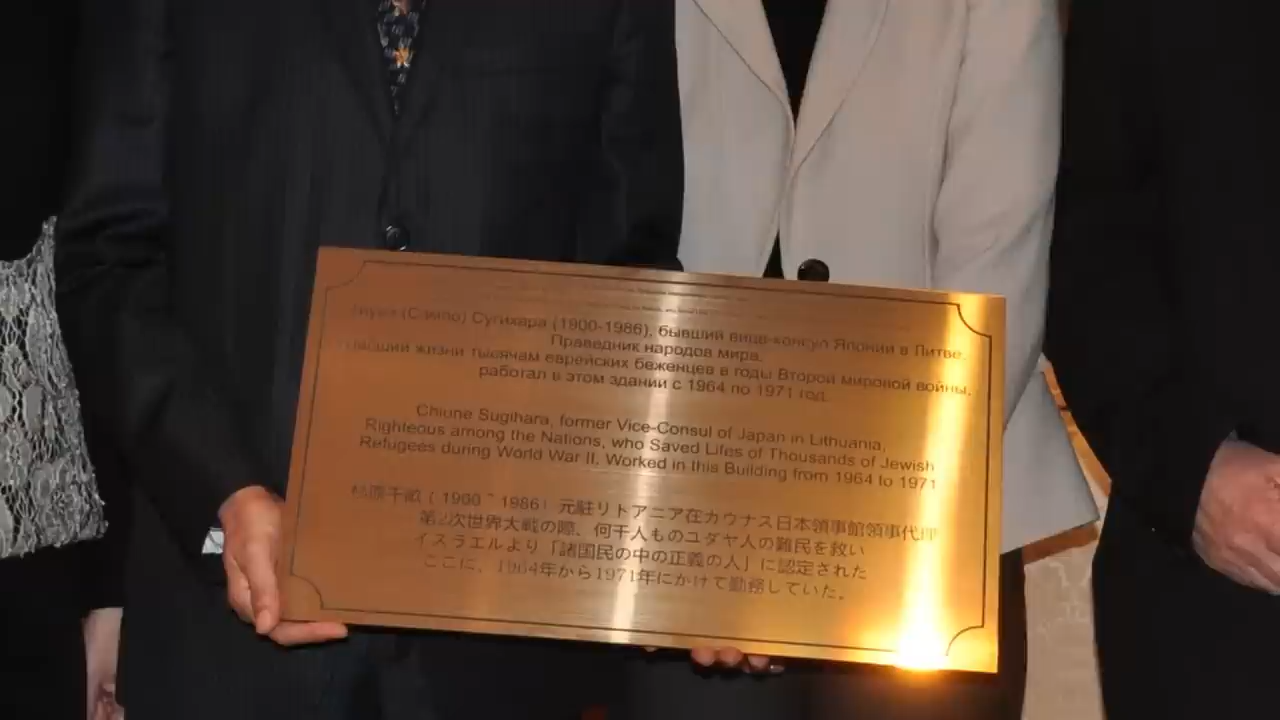 (Сэмпо) Сугихара (1900-1986), бывший вице-консул Японии в Литве,
Праведник народов мира,
жизни тысячам еврейских беженцев в годы Второй мировой войны,
работал в этом здании с 1964 по 1971 год.
Chiune Sugihara, former Vice-Consul of Japan in Lithuania,
Righteous among the Nations, who Saved Lifes of Thousands of Jewish
Refugees during World War II, Worked in this Building from 1964 to 1971
杉原千畝（1900~1986）元駐リトアニア在カウナス日本領事館領事代理
第2次世界大戦の際、何千人ものユダヤ人の難民を救い
イスラエルより「諸国民の中の正義の人」に認定された
ここに、1964年から1971年にかけて勤務していた。